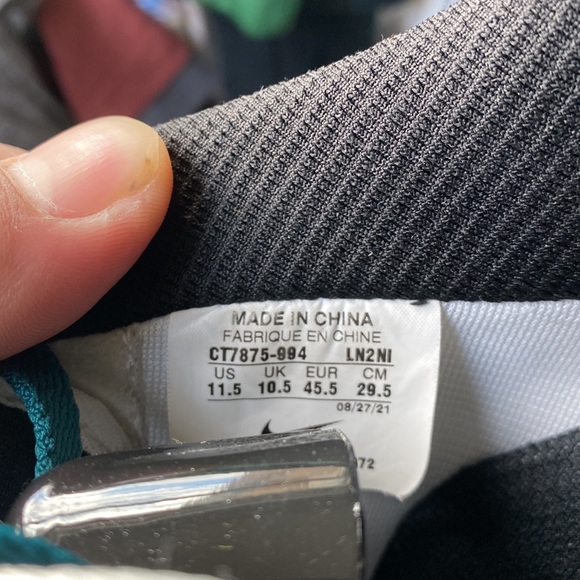 MADE IN CHINA
FABRIQUE EN CHINE
CT7875-994 LN2NI
US UK EUR CM
11.5 10.5 45.5 29.5
08/27/21
72